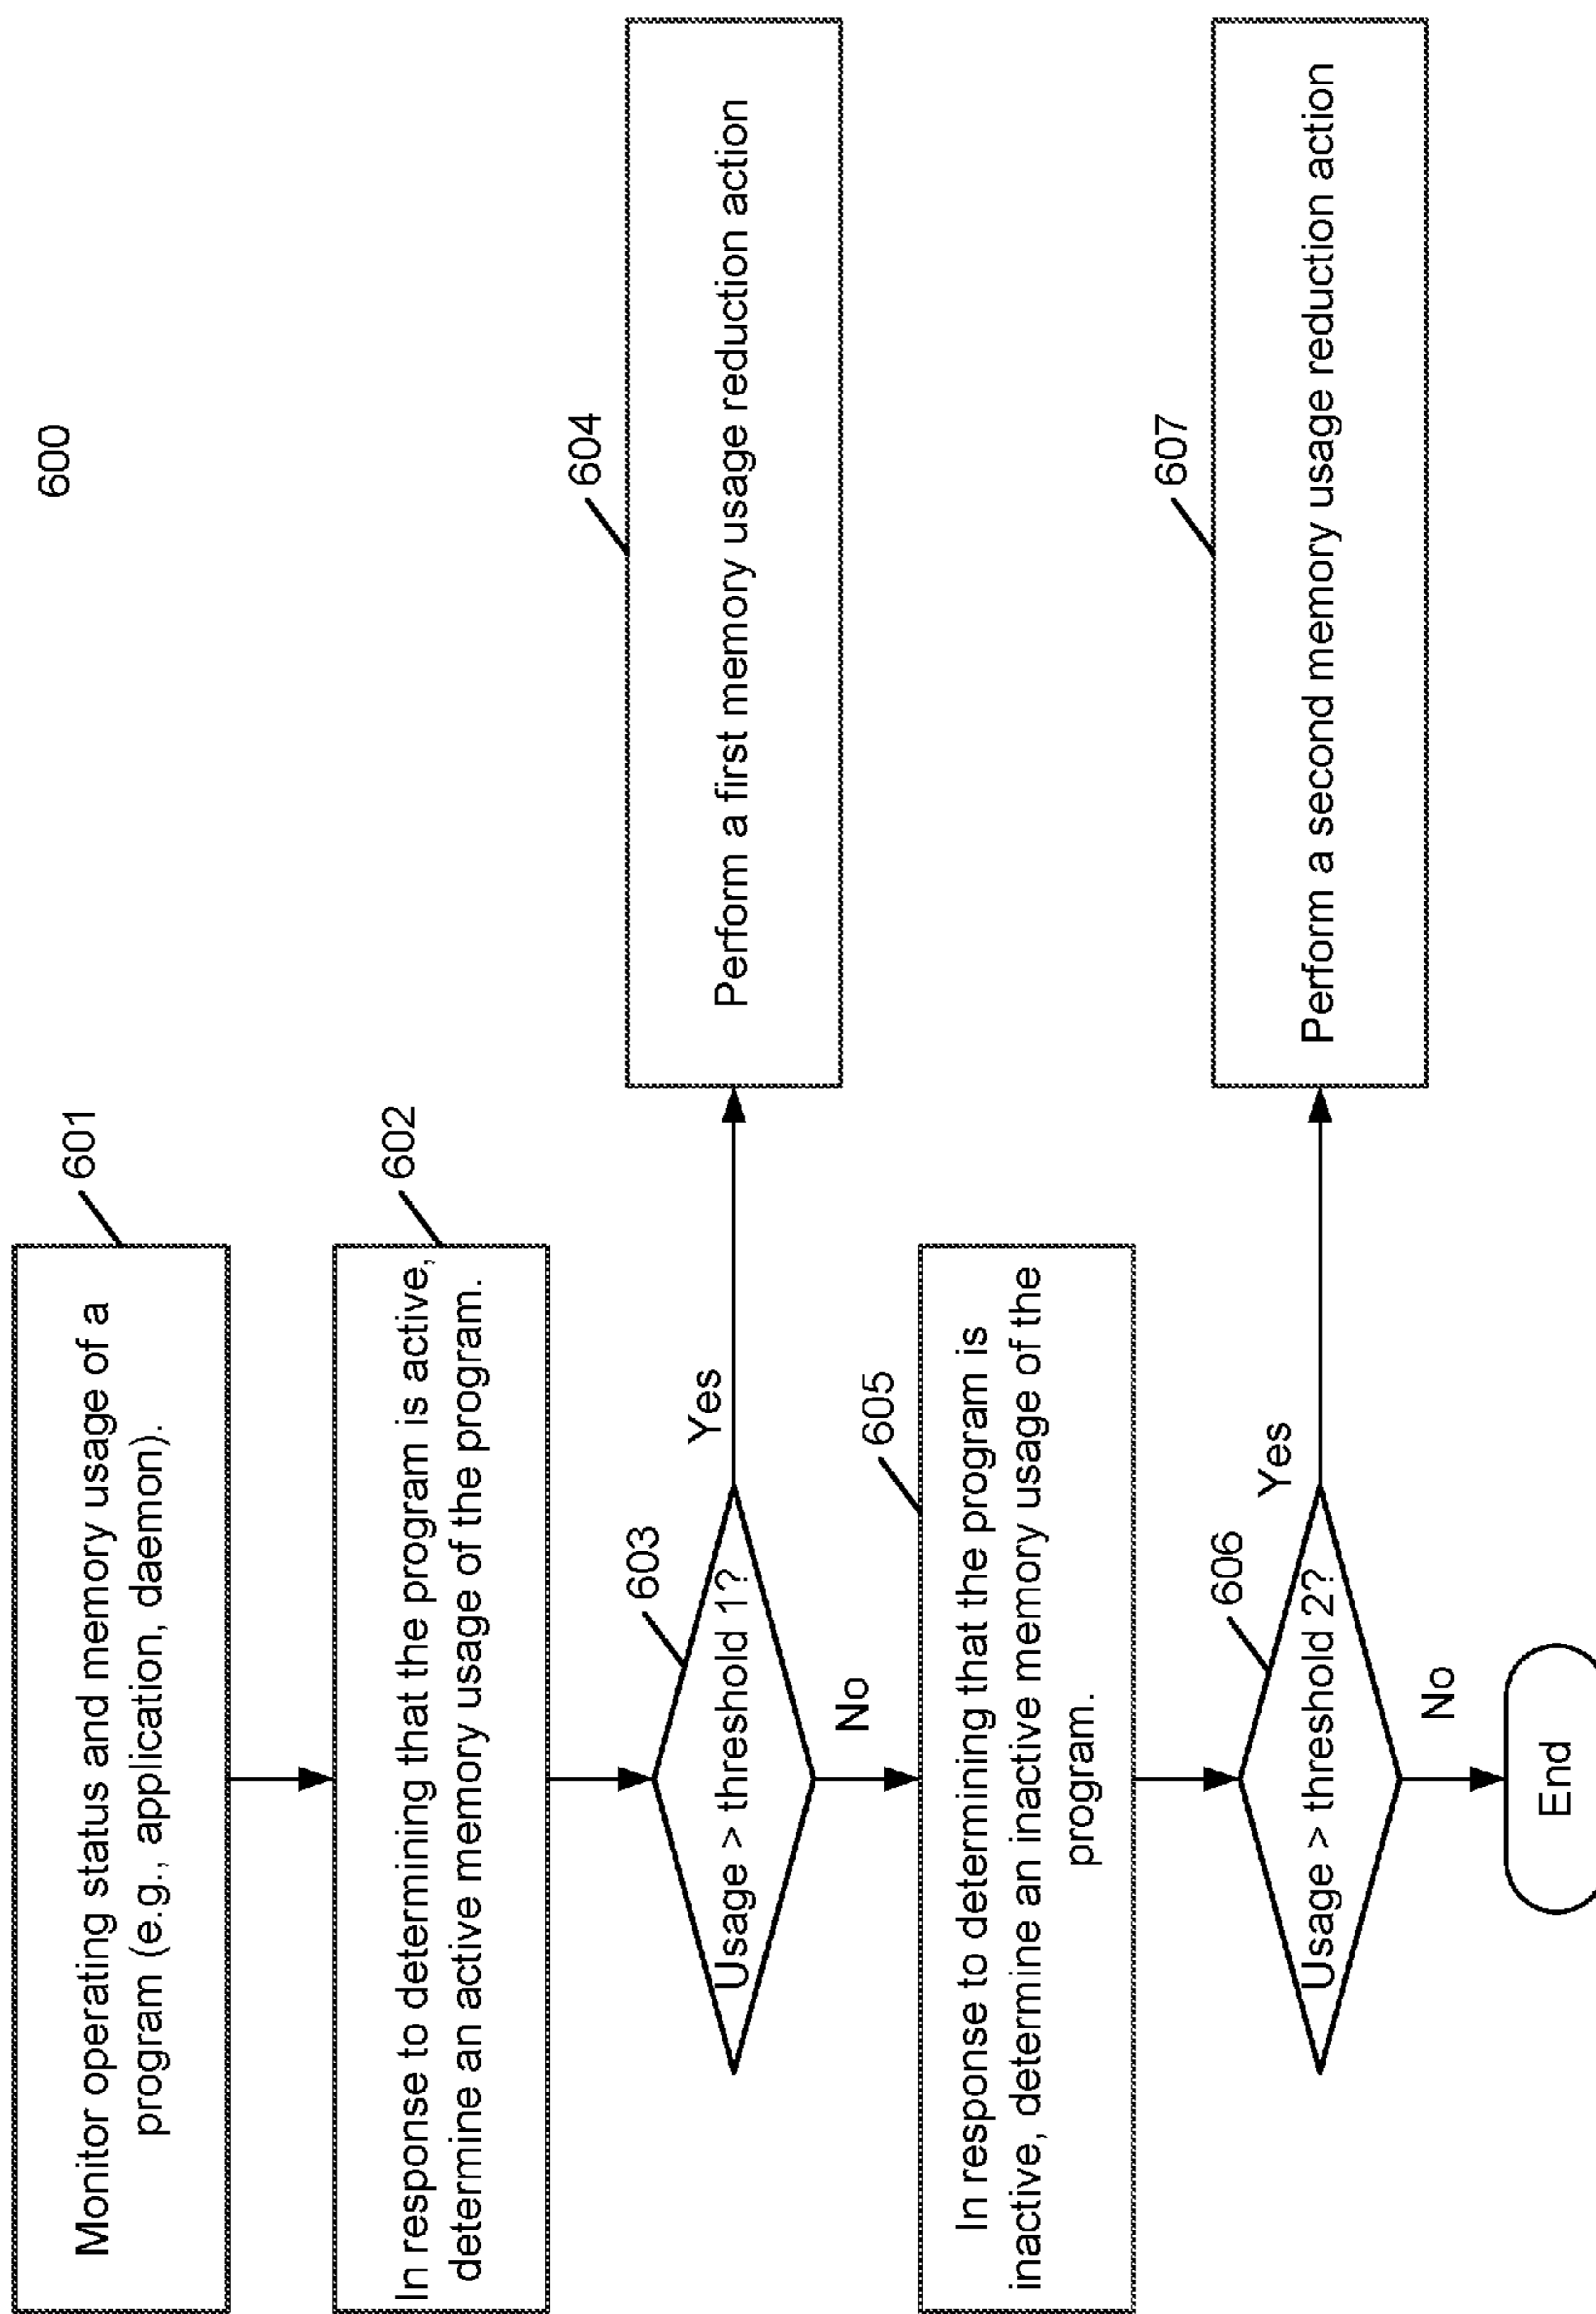 600
601
Monitor operating status and memory usage of a
program (e.g., application, daemon).
602
In response to determining that the program is active,
determine an active memory usage of the program.
603
Usage > threshold 1?
Yes
604
Perform a first memory usage reduction action
No
605
In response to determining that the program is
inactive, determine an inactive memory usage of the
program.
606
Usage > threshold 2?
Yes
607
Perform a second memory usage reduction action
No
End